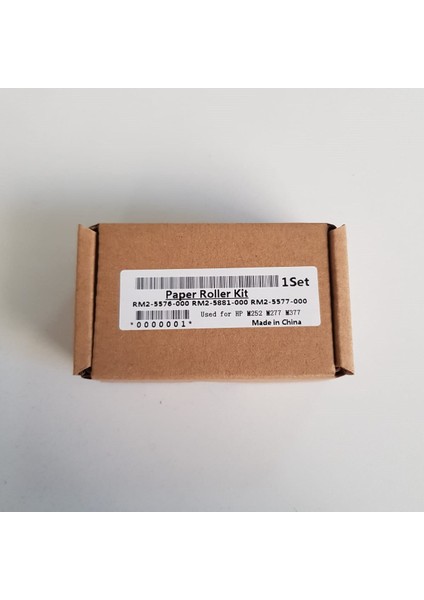 1Set
Paper Roller Kit
RM2-5576-000 RM2-5881-000 RM2-5577-000
Used for HP M252 M277 M377
*0000001*
Made in China